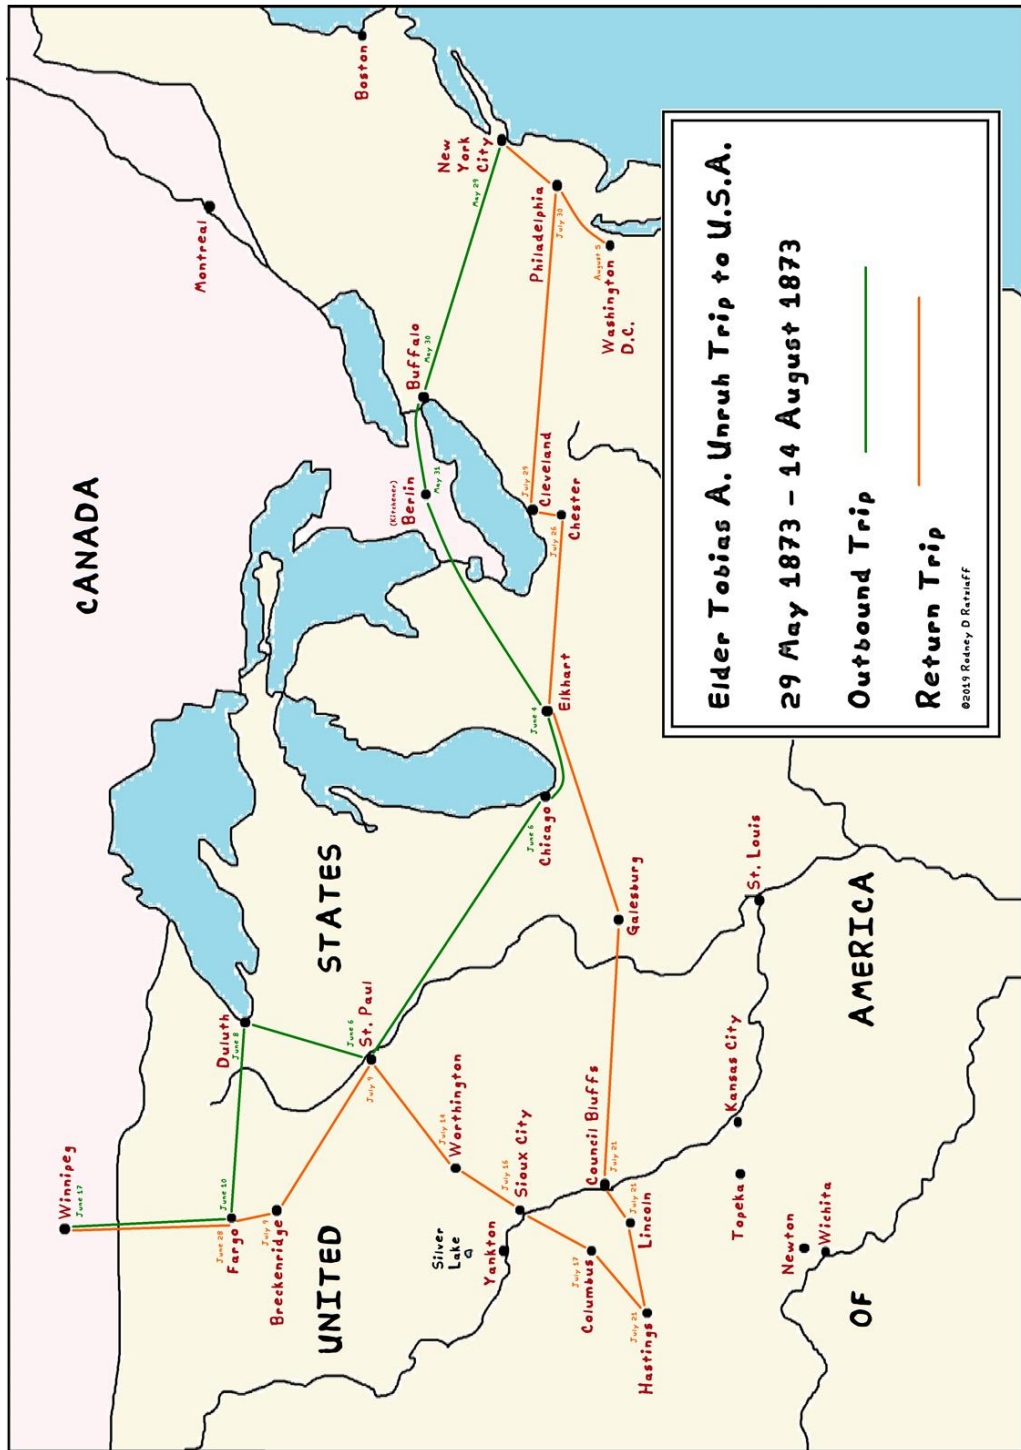 CANADA
Winnipeg
June 17
Montreal
Duluth
June 8
June 10
June 28
Fargo
July 9
Breckenridge
UNITED
STATES
June 6
St. Paul
July 9
Boston
New
York
City
May 29
Buffalo
May 30
(Kitchener)
Berlin
May 31
July 14
Worthington
Silver
Lake
Yankton
July 16
Sioux City
June 6
Chicago
June 4
Elkhart
July 29
Cleveland
July 26
Chester
Philadelphia
July 30
August 5
Washington
D.C.
July 17
Columbus
Council Bluffs
July 21
July 21
Lincoln
July 21
Hastings
Galesburg
St. Louis
Kansas City
Topeka
Newton
Wichita
OF
AMERICA
Elder Tobias A. Unruh Trip to U.S.A.
29 May 1873 - 14 August 1873
Outbound Trip
Return Trip
©2019 Rodney D Ratzlaff